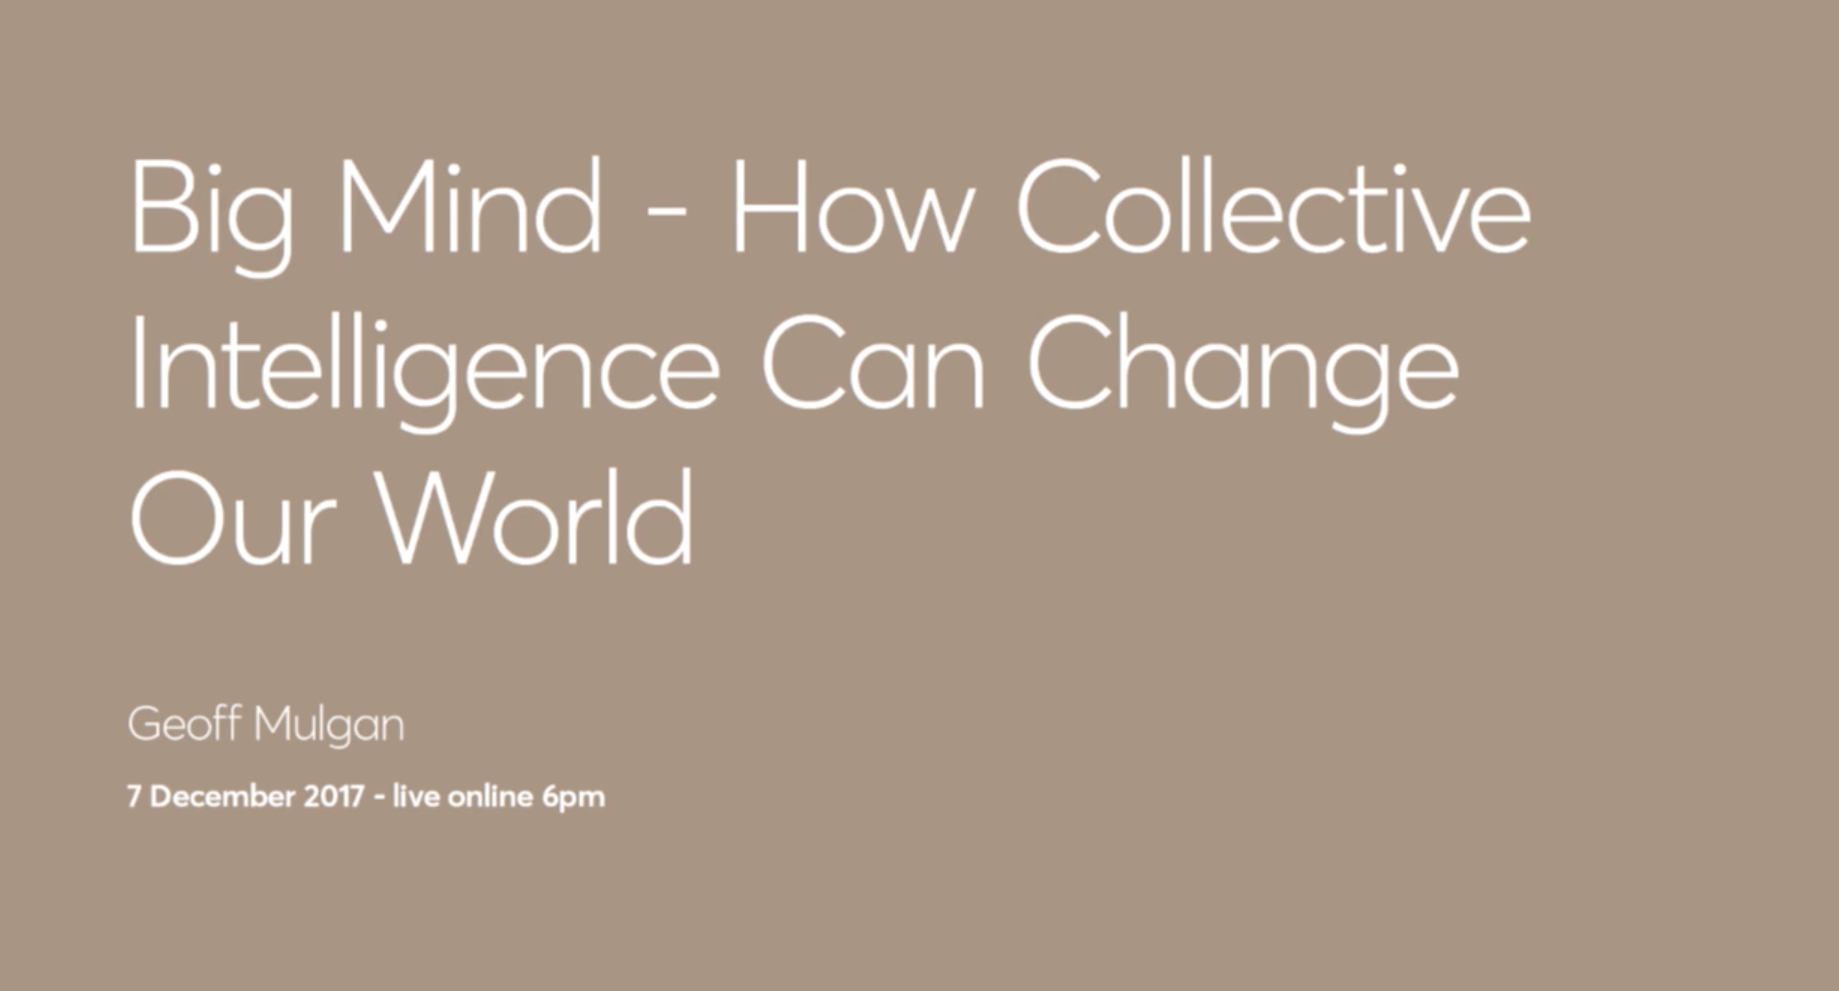 Big Mind - How Collective
Intelligence Can Change
Our World
Geoff Mulgan
7 December 2017 - live online 6pm